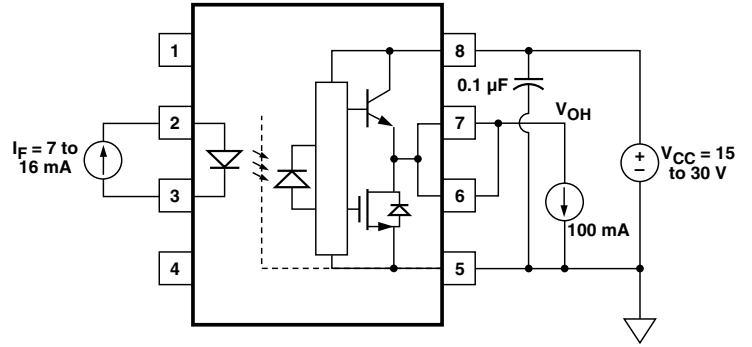 1
8
0.1 µF
2
7
V_OH
I_F = 7 to
16 mA
+
−
V_CC = 15
to 30 V
3
6
100 mA
4
5